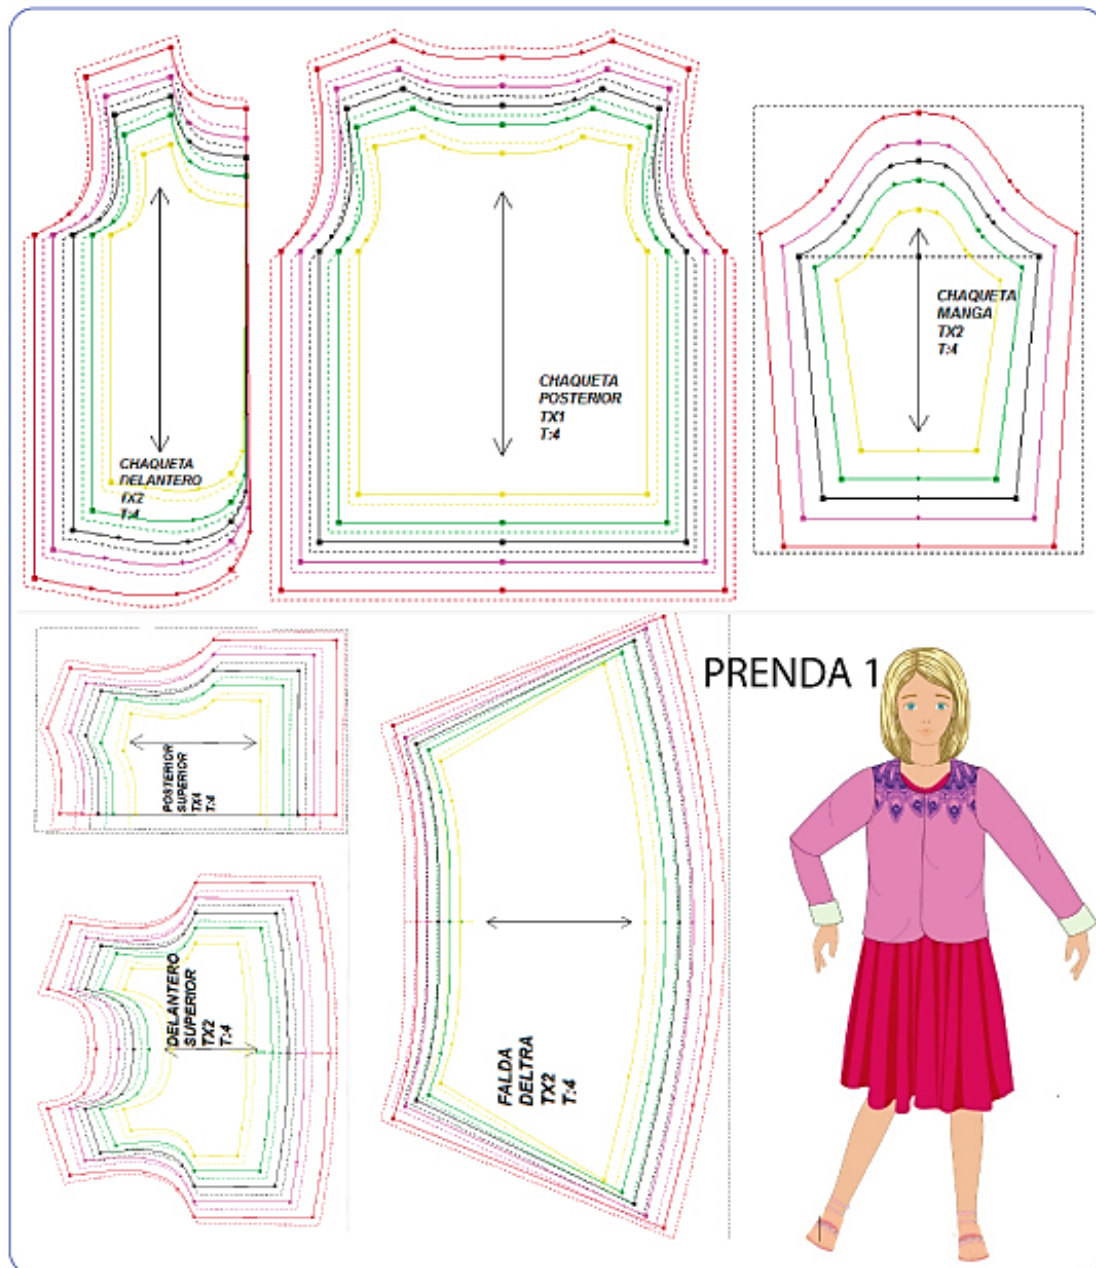 CHAQUETA
DELANTERO
TX2
T:4
CHAQUETA
POSTERIOR
TX1
T:4
CHAQUETA
MANGA
TX2
T:4
POSTERIOR
SUPERIOR
TX4
T:4
DELANTERO
SUPERIOR
TX2
T:4
FALDA
DELTRA
TX2
T:4
PRENDA 1